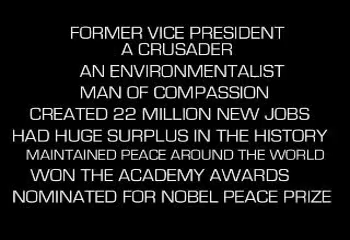 FORMER VICE PRESIDENT
A CRUSADER
AN ENVIRONMENTALIST
MAN OF COMPASSION
CREATED 22 MILLION NEW JOBS
HAD HUGE SURPLUS IN THE HISTORY
MAINTAINED PEACE AROUND THE WORLD
WON THE ACADEMY AWARDS
NOMINATED FOR NOBEL PEACE PRIZE